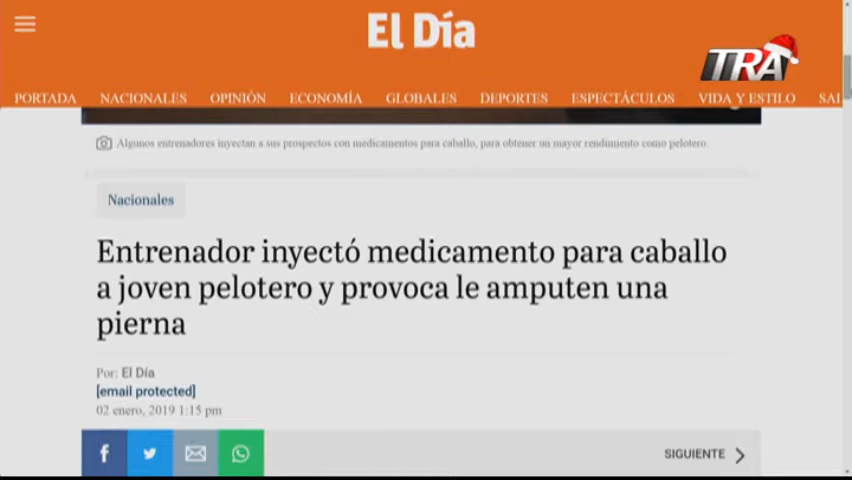 El Día
TRA
PORTADA NACIONALES OPINIÓN ECONOMÍA GLOBALES DEPORTES ESPECTÁCULOS VIDA Y ESTILO SAL
Algunos entrenadores inyectan a sus prospectos con medicamentos para caballo, para obtener un mayor rendimiento como pelotero.
Nacionales
Entrenador inyectó medicamento para caballo
a joven pelotero y provoca le amputen una
pierna
Por: El Día
[email protected]
02 enero, 2019 1:15 pm
SIGUIENTE